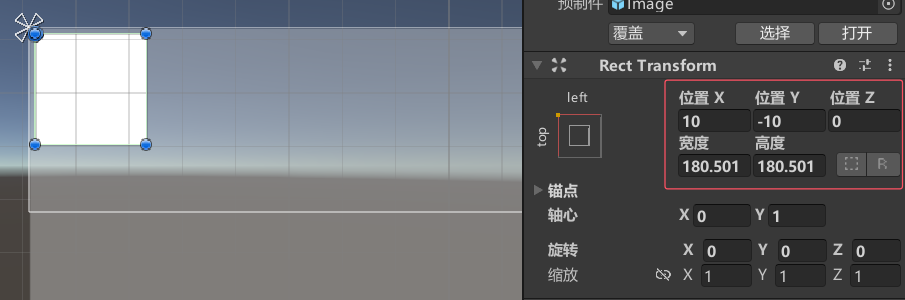 预制件 Image
覆盖 选择 打开
Rect Transform
left
top
位置 X 位置 Y 位置 Z
10 -10 0
宽度 高度
180.501 180.501 R
锚点
轴心 X 0 Y 1
旋转 X 0 Y 0 Z 0
缩放 X 1 Y 1 Z 1